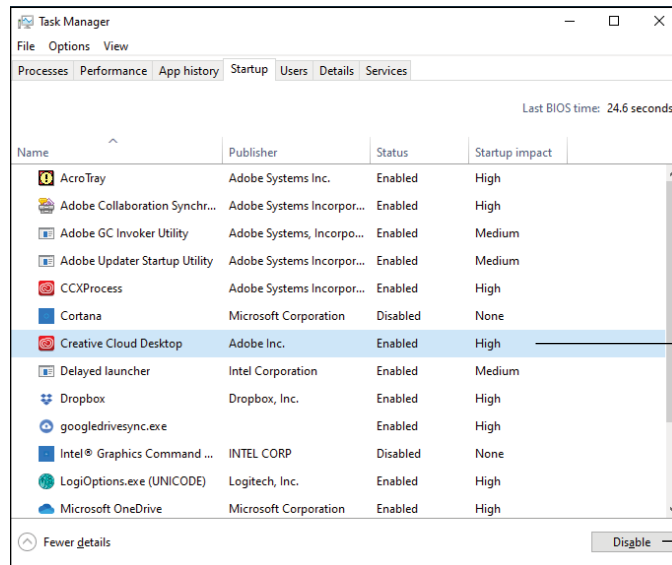 Task Manager
File Options View
Processes Performance App history Startup Users Details Services
Last BIOS time: 24.6 seconds
Name Publisher Status Startup impact
AcroTray Adobe Systems Inc. Enabled High
Adobe Collaboration Synchr... Adobe Systems Incorpor... Enabled High
Adobe GC Invoker Utility Adobe Systems, Incorpo... Enabled Medium
Adobe Updater Startup Utility Adobe Systems Incorpor... Enabled Medium
CCXProcess Adobe Systems Incorpor... Enabled High
Cortana Microsoft Corporation Disabled None
Creative Cloud Desktop Adobe Inc. Enabled High
Delayed launcher Intel Corporation Enabled Medium
Dropbox Dropbox, Inc. Enabled High
googledrivesync.exe Enabled High
Intel® Graphics Command ... INTEL CORP Disabled None
LogiOptions.exe (UNICODE) Logitech, Inc. Enabled High
Microsoft OneDrive Microsoft Corporation Enabled High
Fewer details Disable